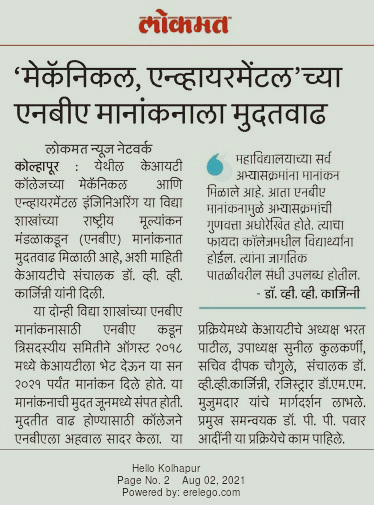 लोकमत
‘मेकॅनिकल, एन्व्हायरमेंटल’च्या
एनबीए मानांकनाला मुदतवाढ
लोकमत न्यूज नेटवर्क
कोल्हापूर : येथील केआयटी
कॉलेजच्या मेकॅनिकल आणि
एन्व्हायरमेंटल इंजिनिअरिंग या विद्या
शाखांच्या राष्ट्रीय मूल्यांकन
मंडळाकडून (एनबीए) मानांकनात
मुदतवाढ मिळाली आहे, अशी माहिती
केआयटीचे संचालक डॉ. व्ही. व्ही.
कार्जिन्नी यांनी दिली.
या दोन्ही विद्या शाखांच्या एनबीए
मानांकनासाठी एनबीए कडून
त्रिसदस्यीय समितीने ऑगस्ट २०१८
मध्ये केआयटीला भेट देऊन या सन
२०२१ पर्यंत मानांकन दिले होते. या
मानांकनाची मुदत जूनमध्ये संपत होती.
मुदतीत वाढ होण्यासाठी कॉलेजने
एनबीएला अहवाल सादर केला. या
महाविद्यालयाच्या सर्व
अभ्यासक्रमांना मानांकन
मिळाले आहे. आता एनबीए
मानांकनामुळे अभ्यासक्रमांची
गुणवत्ता अधोरेखित होते. त्याचा
फायदा कॉलेजमधील विद्यार्थ्यांना
होईल. त्यांना जागतिक
पातळीवरील संधी उपलब्ध होतील.
- डॉ. व्ही. व्ही. कार्जिनी
प्रक्रियेमध्ये केआयटीचे अध्यक्ष भरत
पाटील, उपाध्यक्ष सुनील कुलकर्णी,
सचिव दीपक चौगुले, संचालक डॉ.
व्ही.व्ही.कार्जिन्नी, रजिस्ट्रार डॉ.एम.एम.
मुजुमदार यांचे मार्गदर्शन लाभले.
प्रमुख समन्वयक डॉ. पी. पी. पवार
आदींनी या प्रक्रियेचे काम पाहिले.
Hello Kolhapur
Page No. 2 Aug 02, 2021
Powered by: erelego.com